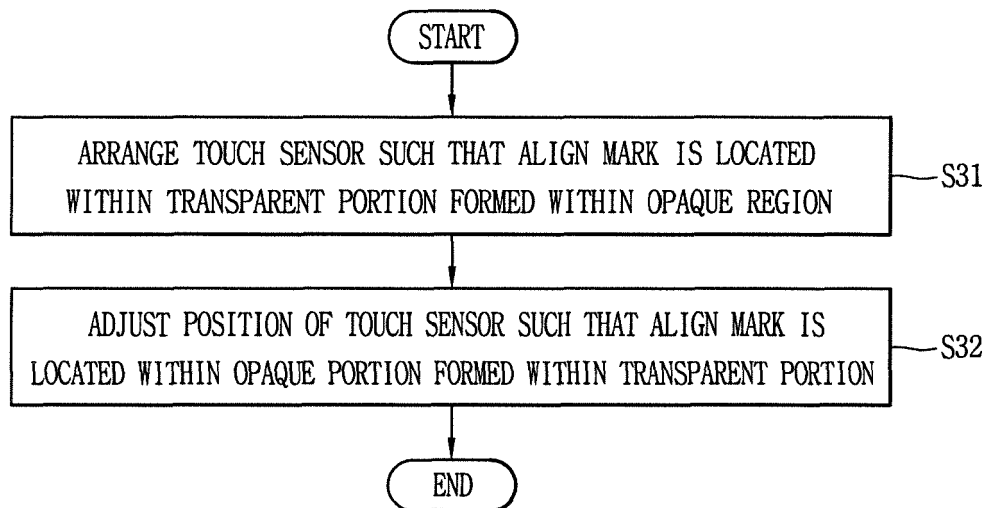 START
ARRANGE TOUCH SENSOR SUCH THAT ALIGN MARK IS LOCATED
WITHIN TRANSPARENT PORTION FORMED WITHIN OPAQUE REGION
S31
ADJUST POSITION OF TOUCH SENSOR SUCH THAT ALIGN MARK IS
LOCATED WITHIN OPAQUE PORTION FORMED WITHIN TRANSPARENT PORTION
S32
END